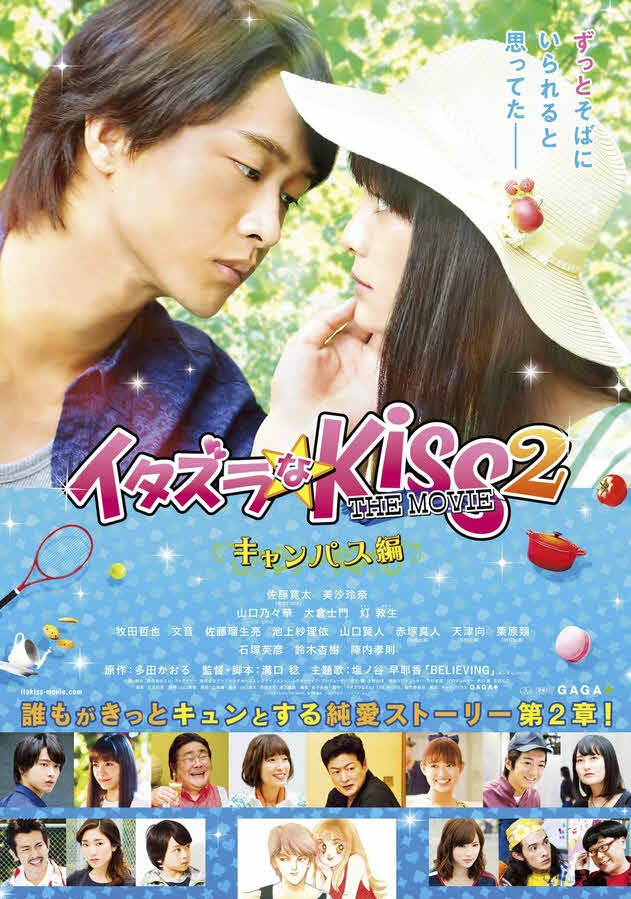 ずっとそばに
いられると
思ってた——
イタズラなKiss2
THE MOVIE
キャンパス編
佐藤寛太 美沙玲奈
山口乃々華 大倉士門 灯敦生
牧田哲也 文音 佐藤瑠生亮 池上紗理依 山口賢人 赤塚真人 天津向 栗原類
石塚英彦 鈴木杏樹 陣内孝則
原作:多田かおる 監督・脚本:溝口稔 主題歌:塩ノ谷 早耶香「BELIEVING」
itakiss-movie.com
GAGA
GAGA
誰もがきっとキュンとする純愛ストーリー第2章!